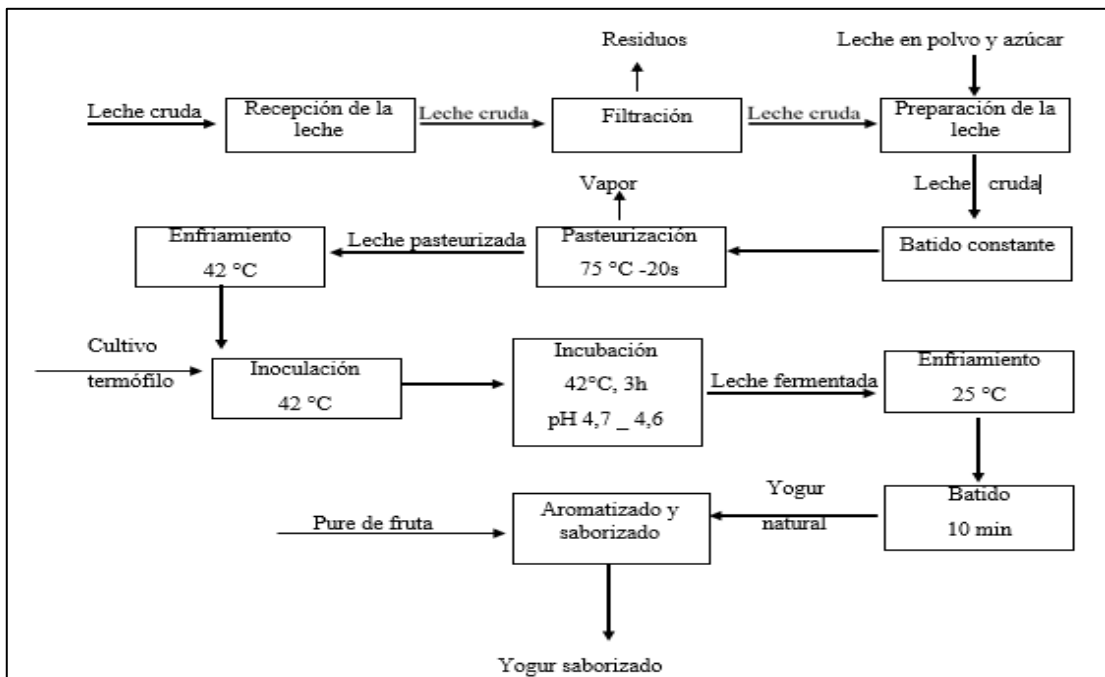 Residuos
Leche en polvo y azúcar
Leche cruda
Recepción de la
leche
Leche cruda
Filtración
Leche cruda
Preparación de la
leche
Leche cruda
Batido constante
Vapor
Pasteurización
75 °C -20s
Leche pasteurizada
Enfriamiento
42 °C
Cultivo
termófilo
Inoculación
42 °C
Incubación
42°C, 3h
pH 4,7 _ 4,6
Leche fermentada
Enfriamiento
25 °C
Batido
10 min
Yogur
natural
Pure de fruta
Aromatizado y
saborizado
Yogur saborizado